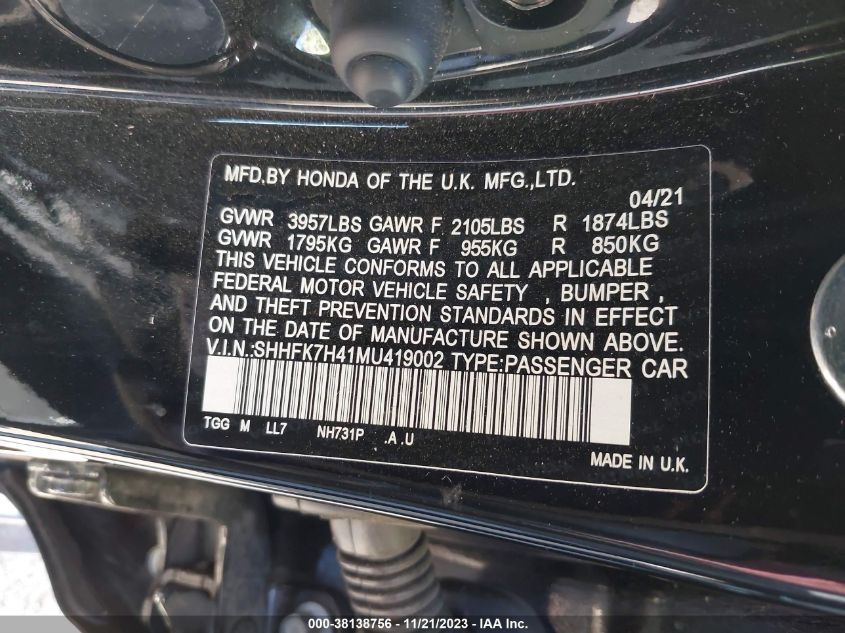 MFD.BY HONDA OF THE U.K. MFG.,LTD.
04/21
GVWR 3957LBS GAWR F 2105LBS R 1874LBS
GVWR 1795KG GAWR F 955KG R 850KG
THIS VEHICLE CONFORMS TO ALL APPLICABLE
FEDERAL MOTOR VEHICLE SAFETY , BUMPER ,
AND THEFT PREVENTION STANDARDS IN EFFECT
ON THE DATE OF MANUFACTURE SHOWN ABOVE.
V.I.N.:SHHFK7H41MU419002 TYPE:PASSENGER CAR
TGG M LL7 NH731P .A .U
MADE IN U.K.
000-38138756 - 11/21/2023 - IAA Inc.